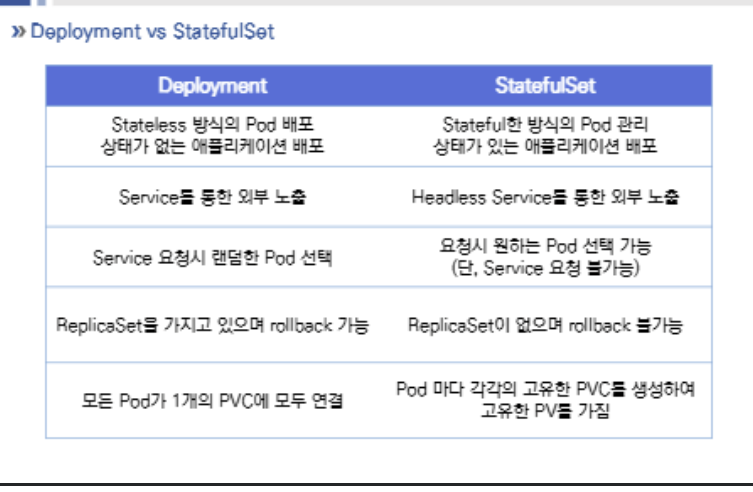 » Deployment vs StatefulSet
Deployment
StatefulSet
Stateless 방식의 Pod 배포
상태가 없는 애플리케이션 배포
Stateful한 방식의 Pod 관리
상태가 있는 애플리케이션 배포
Service를 통한 외부 노출
Headless Service를 통한 외부 노출
Service 요청시 랜덤한 Pod 선택
요청시 원하는 Pod 선택 가능
(단, Service 요청 불가능)
ReplicaSet을 가지고 있으며 rollback 가능
ReplicaSet이 없으며 rollback 불가능
모든 Pod가 1개의 PVC에 모두 연결
Pod 마다 각각의 고유한 PVC를 생성하여
고유한 PV를 가짐